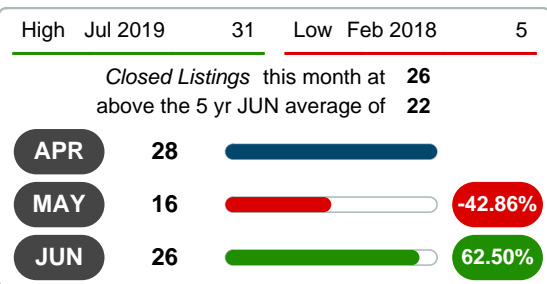 High Jul 2019 31 Low Feb 2018 5
Closed Listings this month at 26
above the 5 yr JUN average of 22
APR 28
MAY 16 -42.86%
JUN 26 62.50%